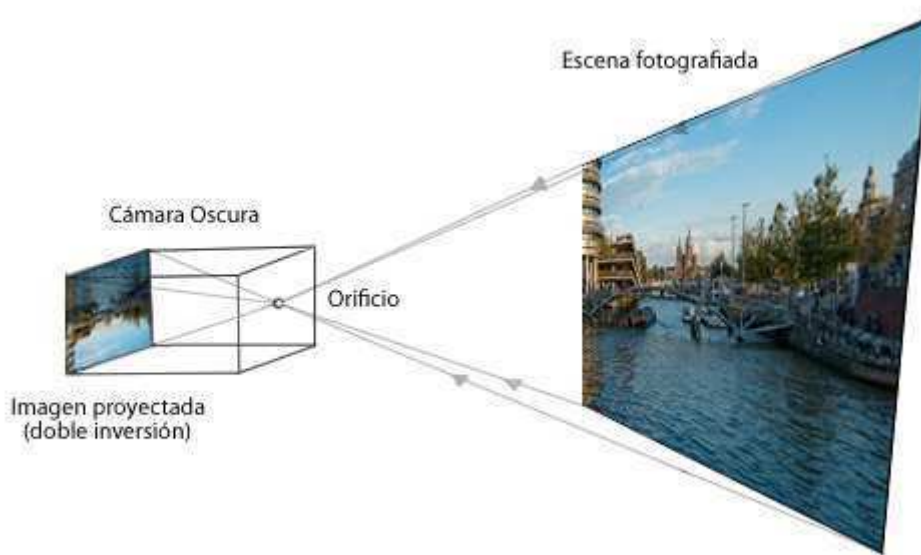 Escena fotografiada
Cámara Oscura
Orificio
Imagen proyectada
(doble inversión)